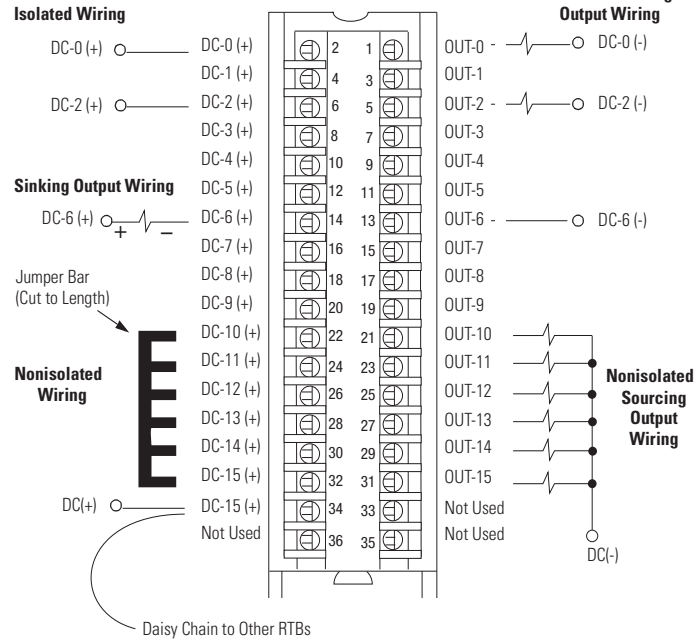 Isolated Wiring
Output Wiring
DC-0 (+) DC-0 (+) 2 1 OUT-0 DC-0 (-)
DC-1 (+) 4 3 OUT-1
DC-2 (+) DC-2 (+) 6 5 OUT-2 DC-2 (-)
DC-3 (+) 8 7 OUT-3
DC-4 (+) 10 9 OUT-4
Sinking Output Wiring
DC-5 (+) 12 11 OUT-5
DC-6 (+) + – DC-6 (+) 14 13 OUT-6 DC-6 (-)
DC-7 (+) 16 15 OUT-7
Jumper Bar
(Cut to Length)
DC-8 (+) 18 17 OUT-8
DC-9 (+) 20 19 OUT-9
DC-10 (+) 22 21 OUT-10
DC-11 (+) 24 23 OUT-11
Nonisolated
Wiring
DC-12 (+) 26 25 OUT-12
DC-13 (+) 28 27 OUT-13
DC-14 (+) 30 29 OUT-14
DC-15 (+) 32 31 OUT-15
Nonisolated
Sourcing
Output
Wiring
DC(+) DC-15 (+) 34 33 Not Used
Not Used 36 35 Not Used
DC(-)
Daisy Chain to Other RTBs